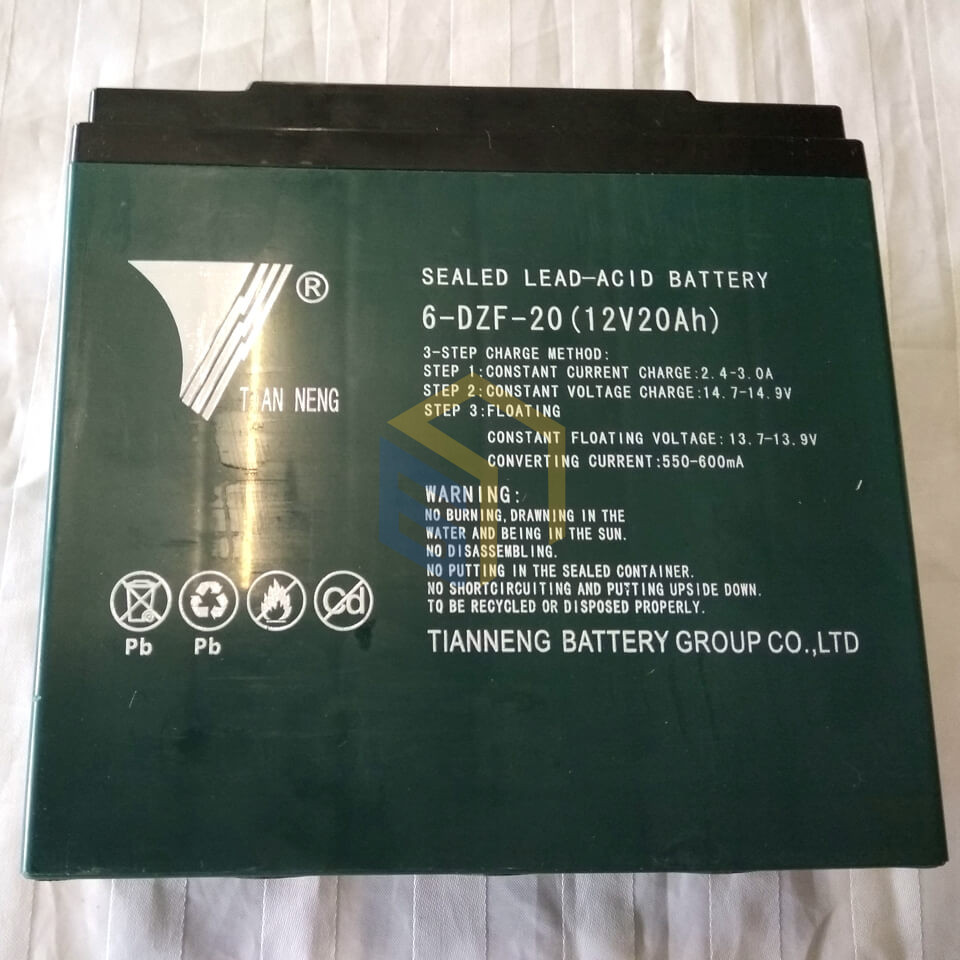 ®
TIAN NENG
SEALED LEAD-ACID BATTERY
6-DZF-20(12V20Ah)
3-STEP CHARGE METHOD:
STEP 1:CONSTANT CURRENT CHARGE:2.4-3.0A
STEP 2:CONSTANT VOLTAGE CHARGE:14.7-14.9V
STEP 3:FLOATING
CONSTANT FLOATING VOLTAGE:13.7-13.9V
CONVERTING CURRENT:550-600mA
WARNING:
NO BURNING,DRAWNING IN THE
WATER AND BEING IN THE SUN.
NO DISASSEMBLING.
NO PUTTING IN THE SEALED CONTAINER.
NO SHORTCIRCUITING AND PUTTING UPSIDE DOWN.
TO BE RECYCLED OR DISPOSED PROPERLY.
TIANNENG BATTERY GROUP CO.,LTD
Cd
Pb Pb